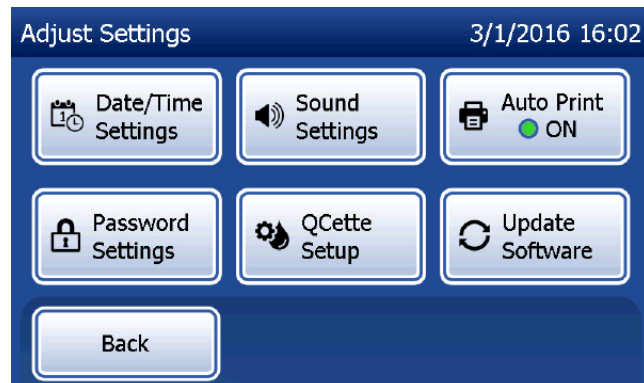 Adjust Settings 3/1/2016 16:02
Date/Time
Settings
Sound
Settings
Auto Print
ON
Password
Settings
QCette
Setup
Update
Software
Back